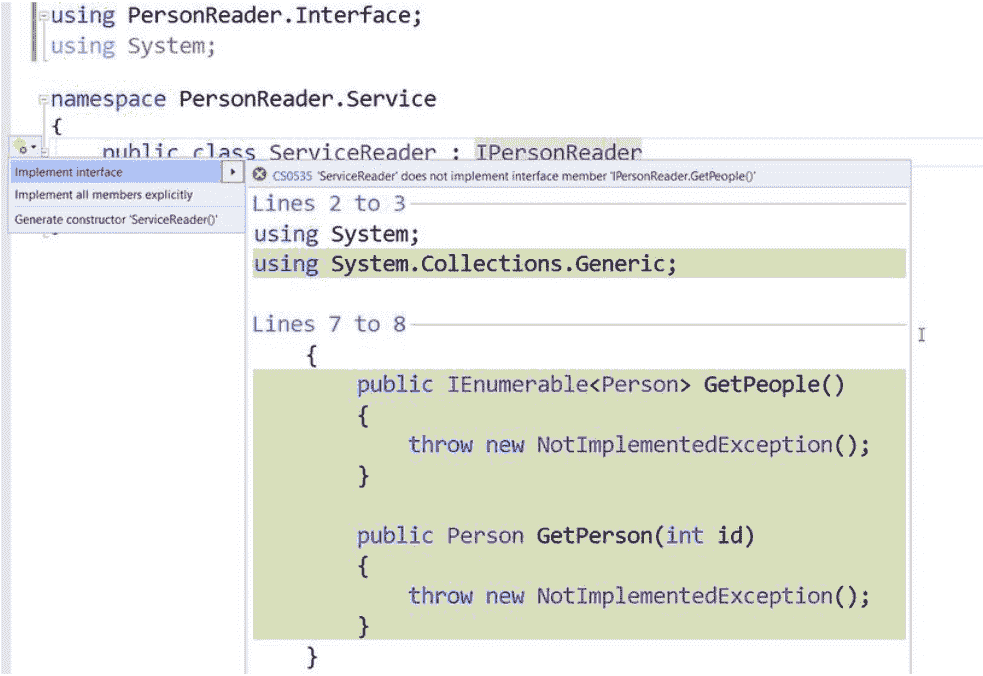 using PersonReader.Interface;
using System;
namespace PersonReader.Service
{
public class ServiceReader : IPersonReader
Implement interface
Implement all members explicitly
Generate constructor 'ServiceReader()'
CS0535 'ServiceReader' does not implement interface member 'IPersonReader.GetPeople()'
Lines 2 to 3
using System;
using System.Collections.Generic;
Lines 7 to 8
{
public IEnumerable<Person> GetPeople()
{
throw new NotImplementedException();
}
public Person GetPerson(int id)
{
throw new NotImplementedException();
}
}